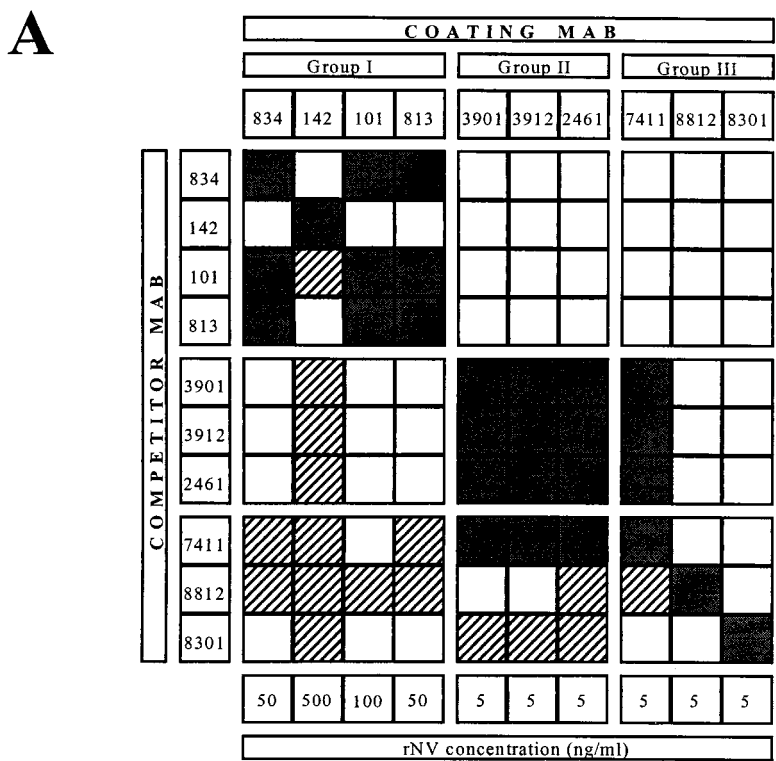 A
COATING MAB
Group I Group II Group III
834 142 101 813 3901 3912 2461 7411 8812 8301
COMPETITOR MAB
834
142
101
813
3901
3912
2461
7411
8812
8301
50 500 100 50 5 5 5 5 5 5
rNV concentration (ng/ml)